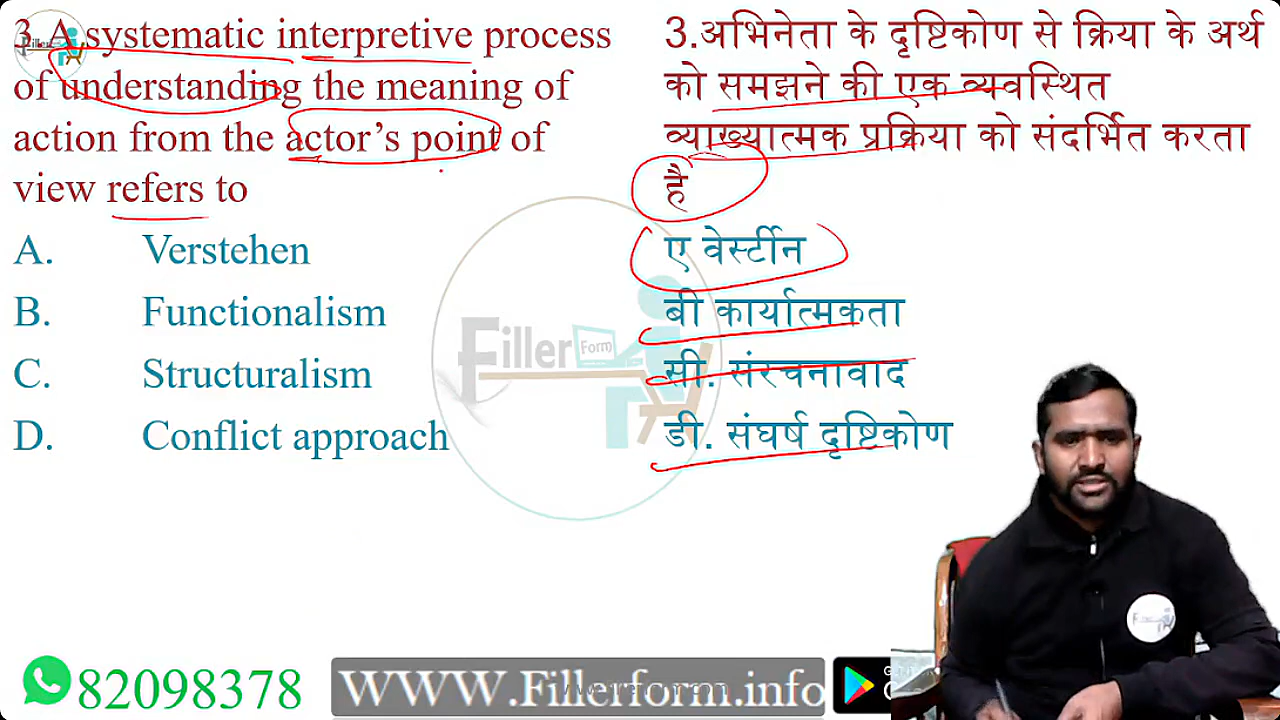 3. A systematic interpretive process
of understanding the meaning of
action from the actor's point of
view refers to
A. Verstehen
B. Functionalism
C. Structuralism
D. Conflict approach
3.अभिनेता के दृष्टिकोण से क्रिया के अर्थ
को समझने की एक व्यवस्थित
व्याख्यात्मक प्रक्रिया को संदर्भित करता
है
ए वेर्स्टीन
बी कार्यात्मकता
सी. संरचनावाद
डी. संघर्ष दृष्टिकोण
Filler Form
82098378
WWW.Fillerform.info